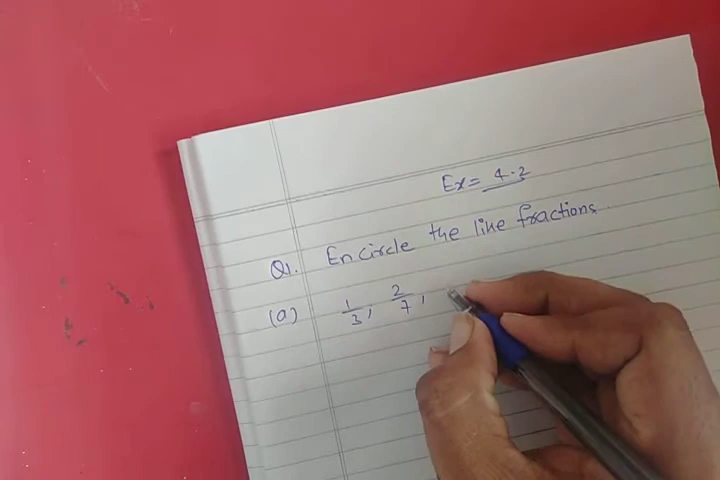 Ex= 4.2
Q1. Encircle the like fractions.
(a) 1/3, 2/7,